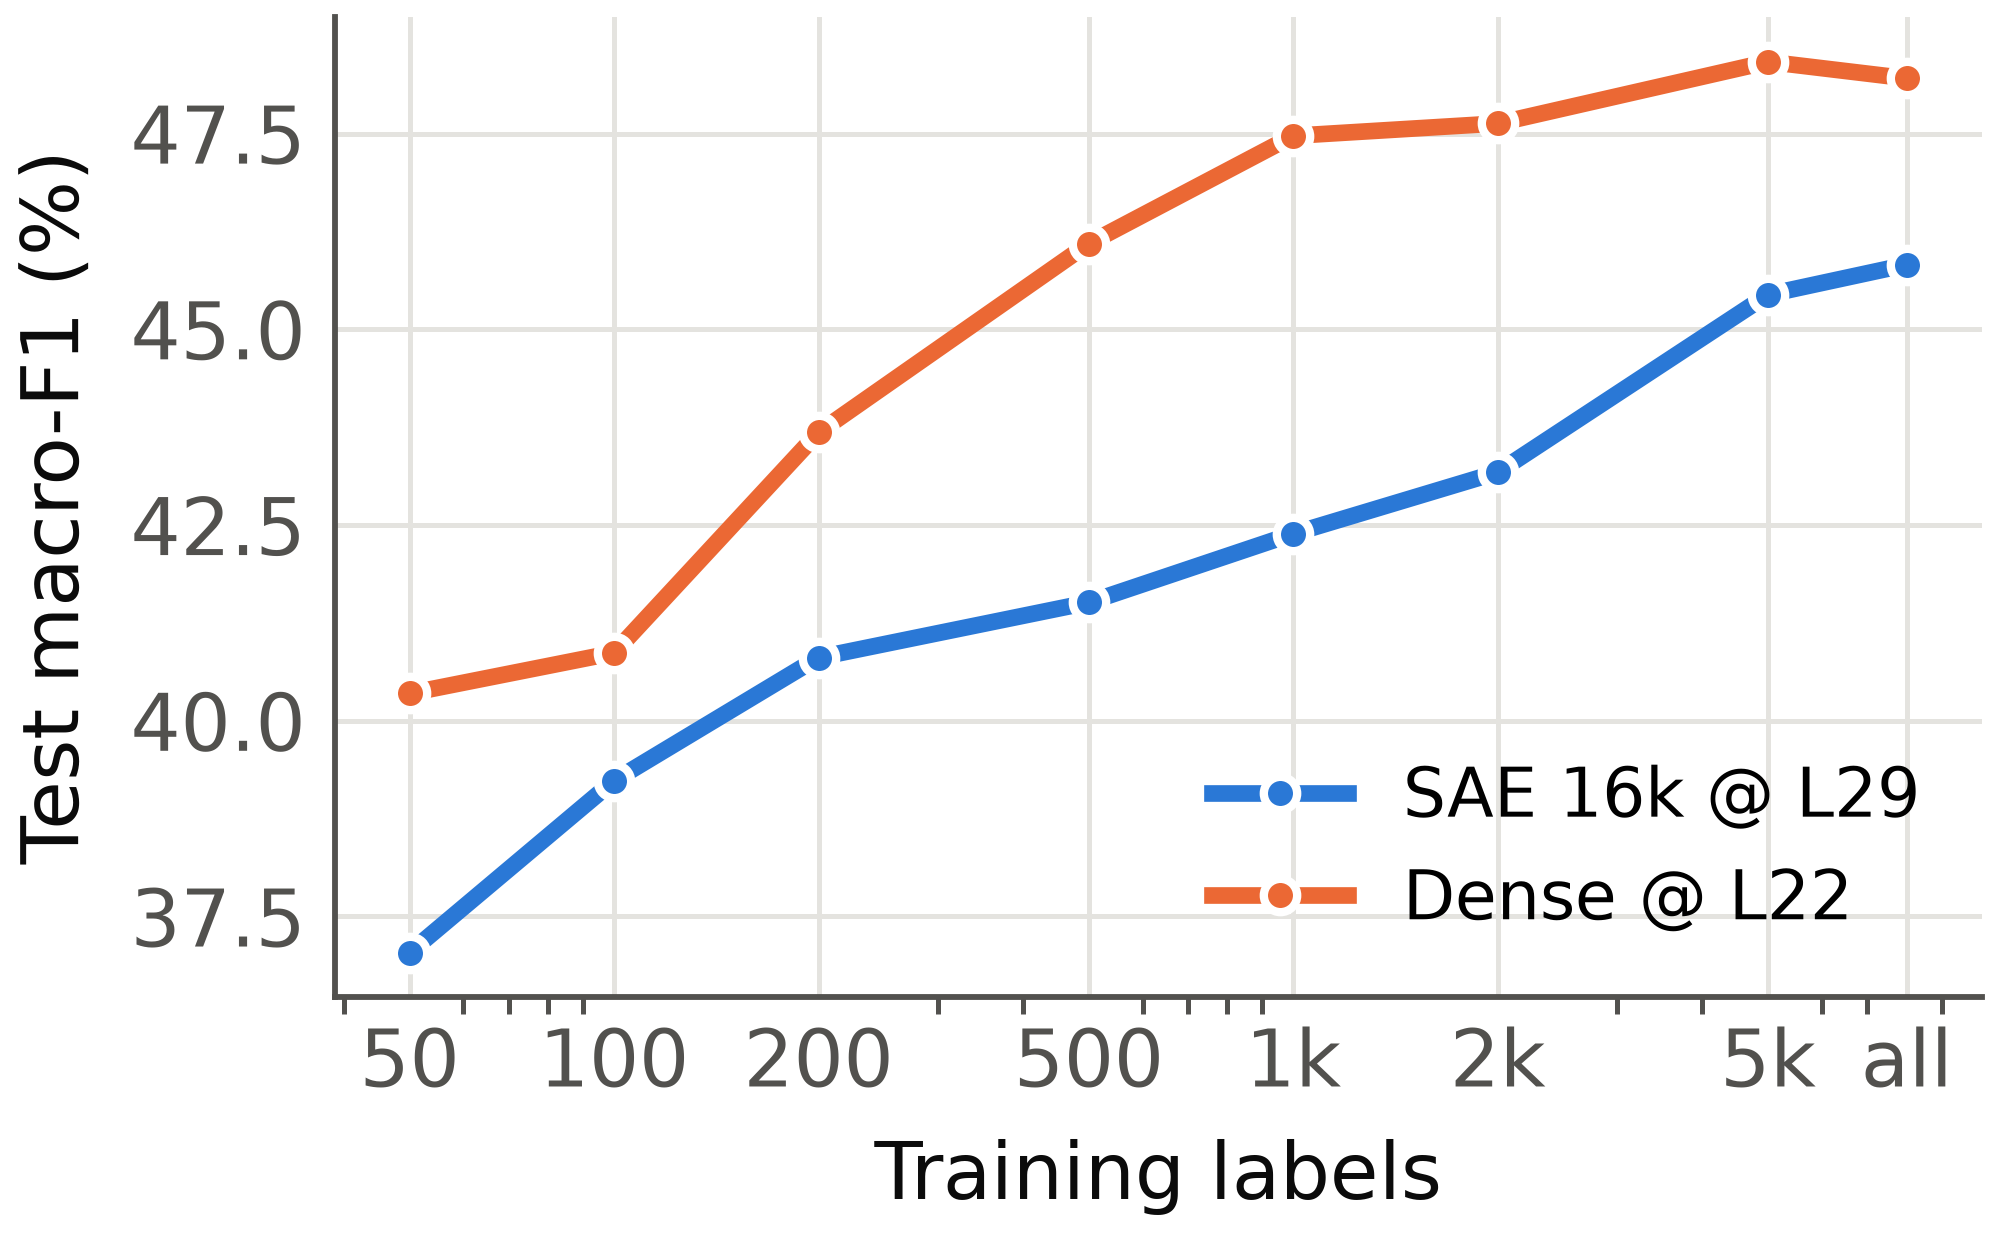 Test macro-F1 (%)
47.5
45.0
42.5
40.0
37.5
SAE 16k @ L29
Dense @ L22
50 100 200 500 1k 2k 5k all
Training labels